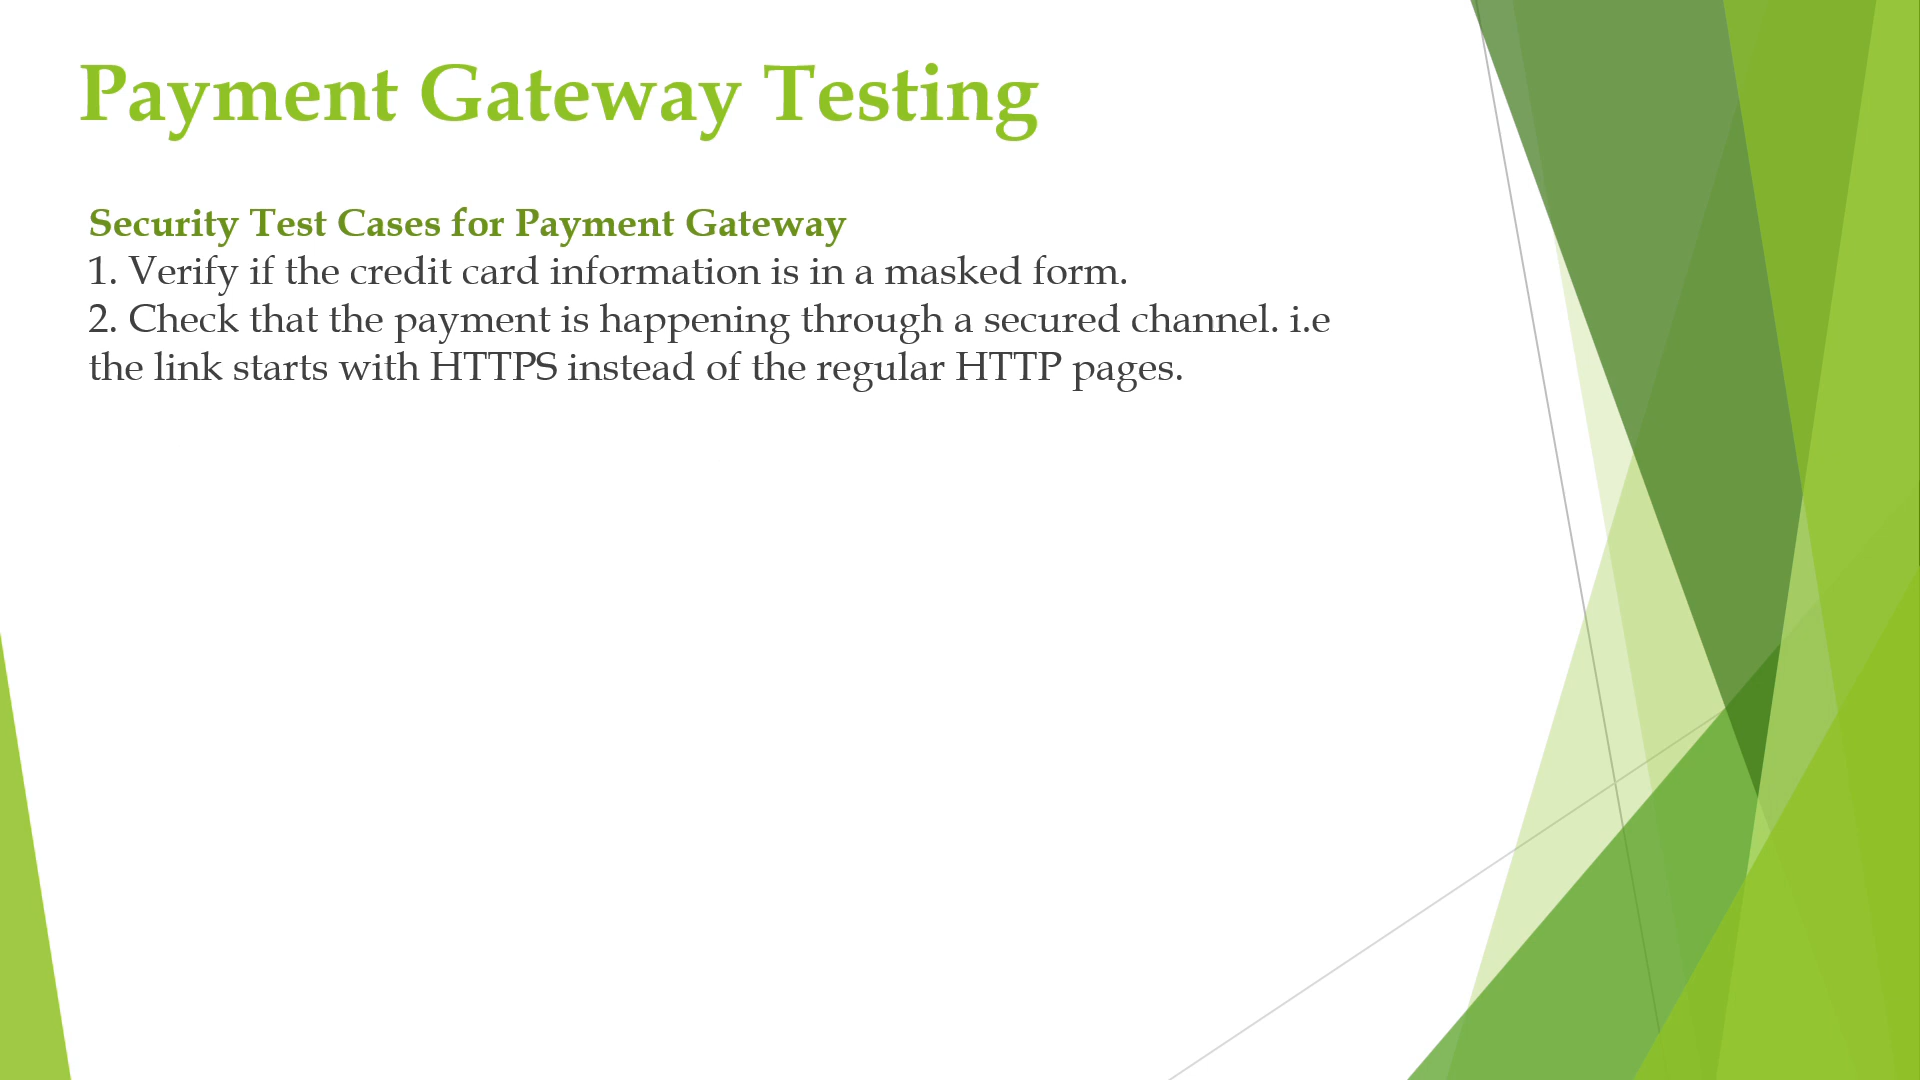 Payment Gateway Testing
Security Test Cases for Payment Gateway
1. Verify if the credit card information is in a masked form.
2. Check that the payment is happening through a secured channel. i.e
the link starts with HTTPS instead of the regular HTTP pages.